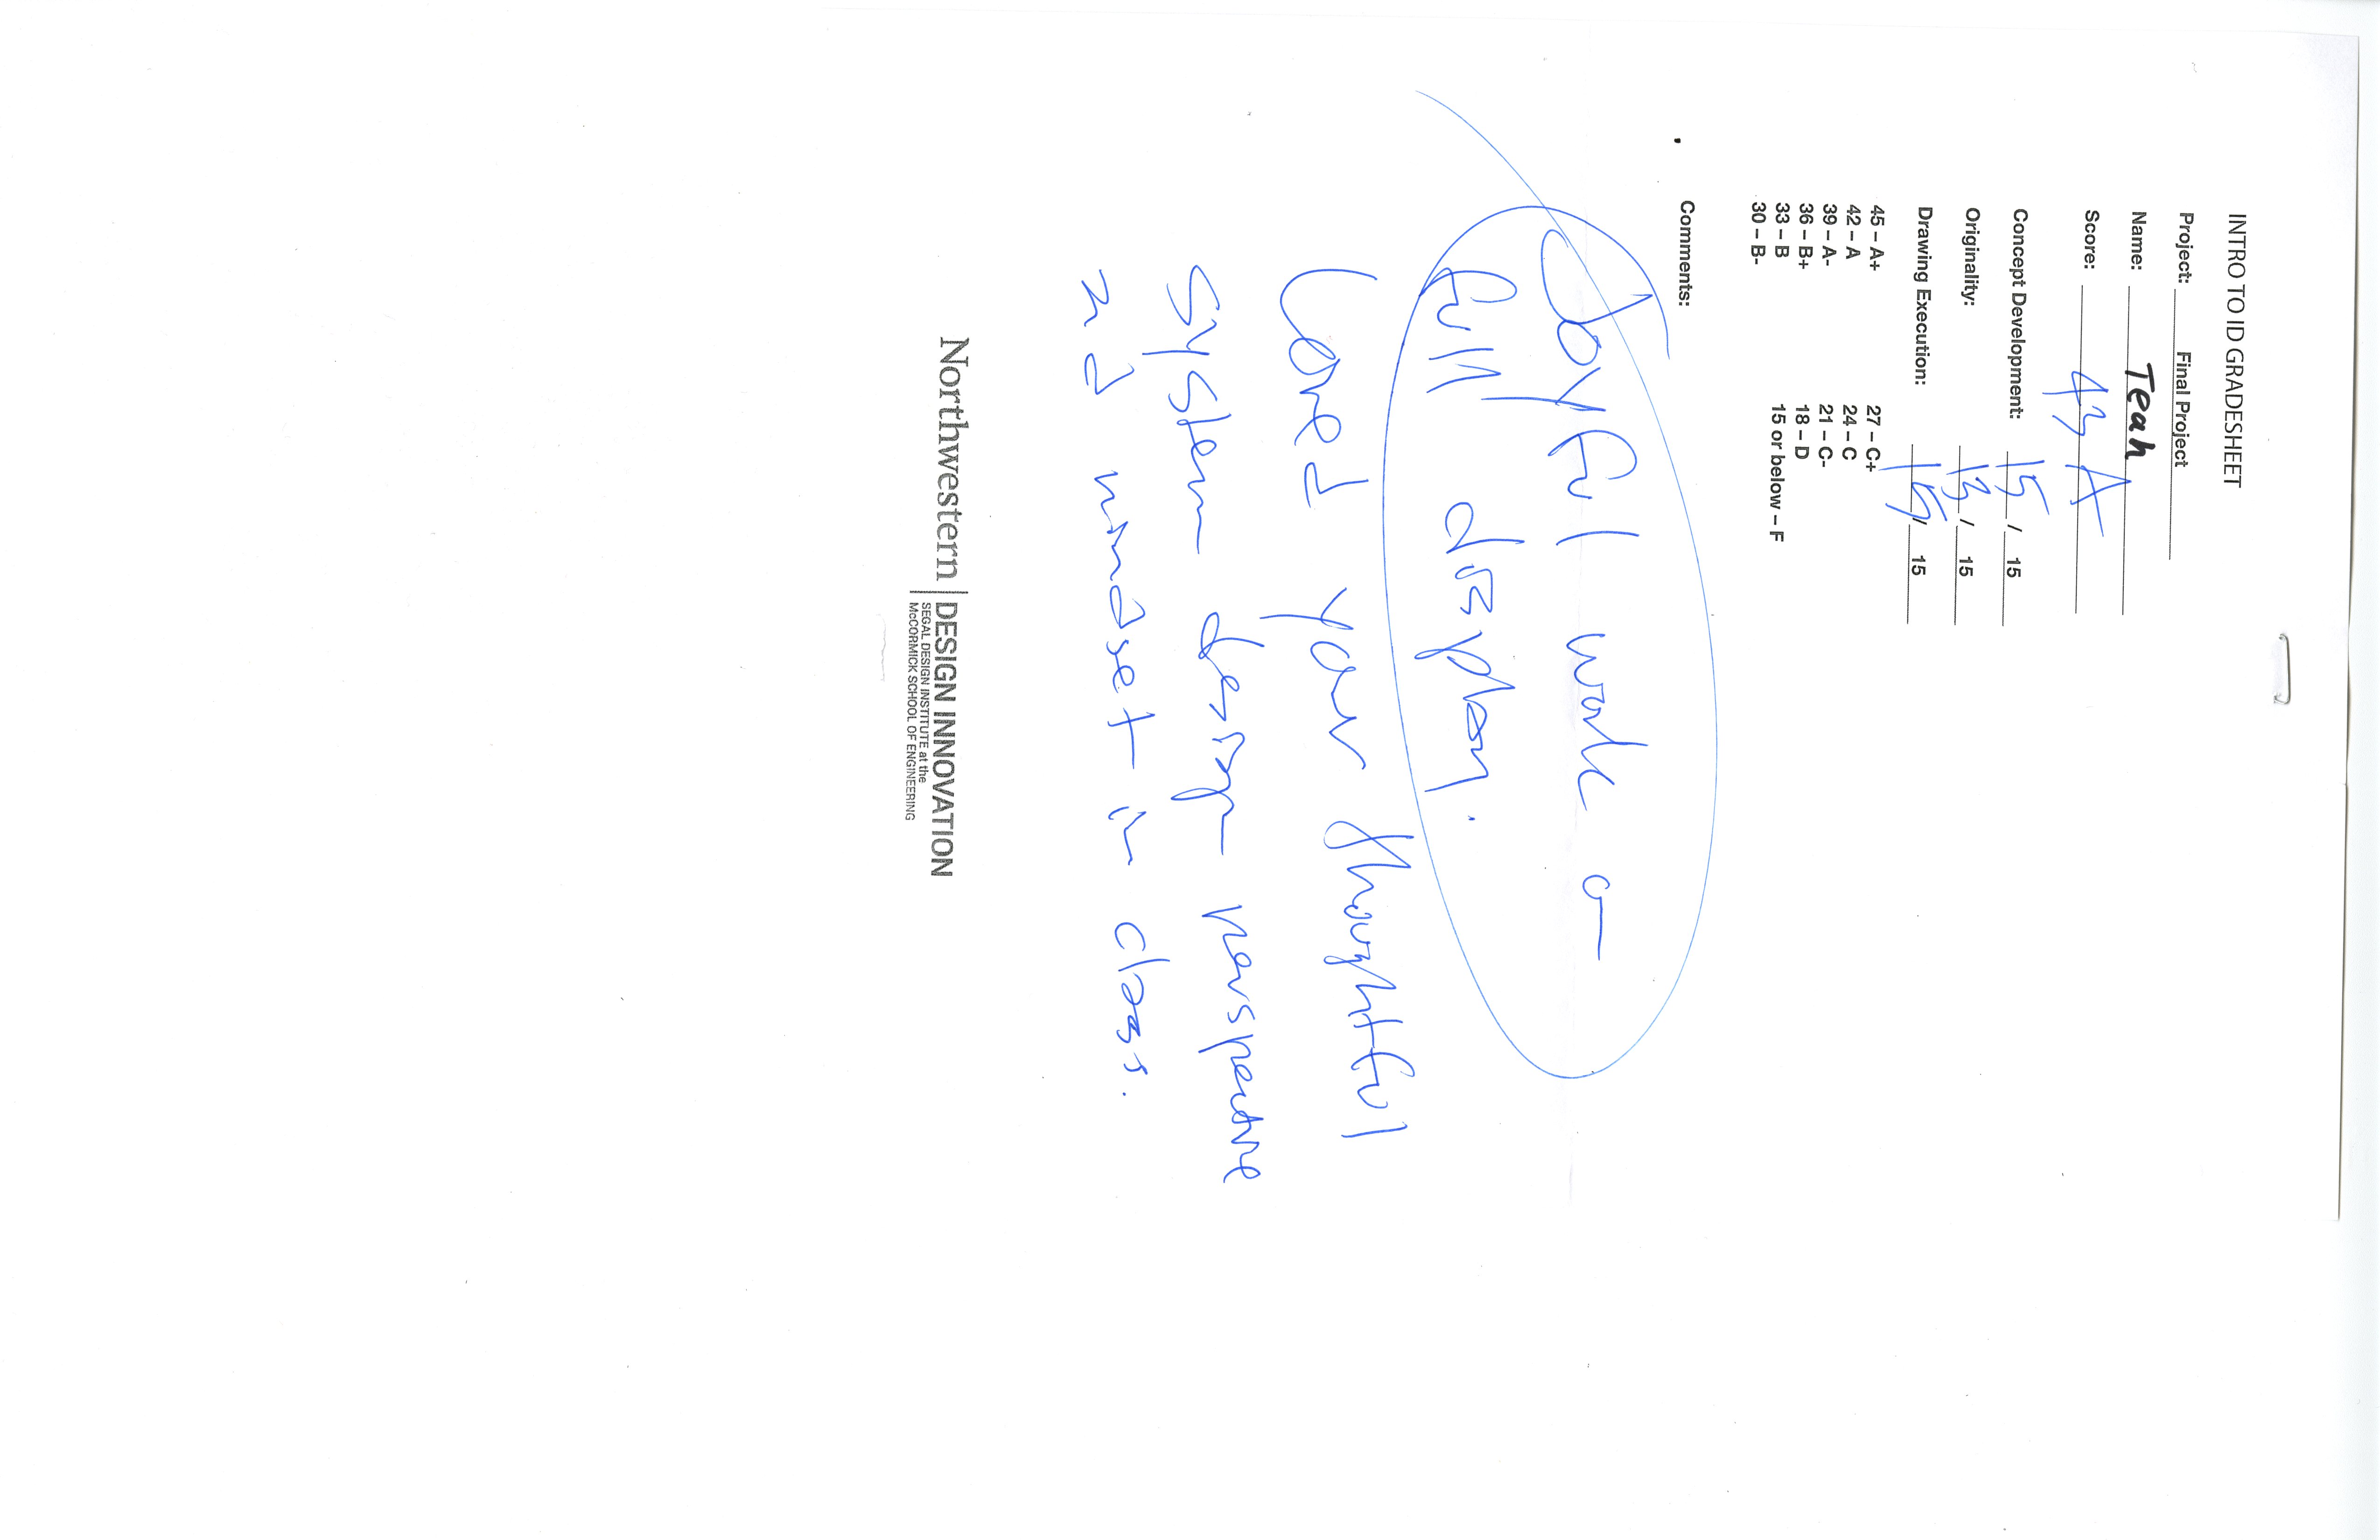 INTRO TO ID GRADESHEET
Project: Final Project
Name: Teah
Score: 43 A
Concept Development: 15 / 15
Originality: 13 / 15
Drawing Execution: 15 / 15
45 – A+ 27 – C+
42 – A 24 – C
39 – A- 21 – C-
36 – B+ 18 – D
33 – B 15 or below – F
30 – B-
Comments:
Joyful work on
full display.
Loved your thoughtful
system design perspective
and mindset in class.
Northwestern | DESIGN INNOVATION
SEGAL DESIGN INSTITUTE at the
McCORMICK SCHOOL OF ENGINEERING